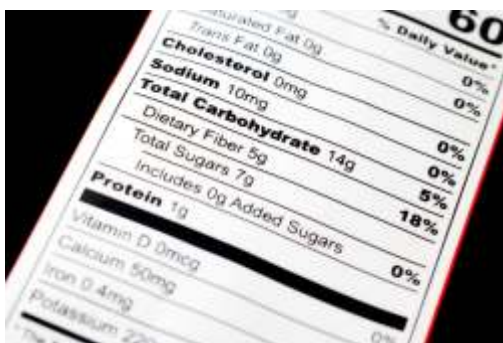 60
% Daily Value*
Saturated Fat 0g 0%
Trans Fat 0g
Cholesterol 0mg 0%
Sodium 10mg 0%
Total Carbohydrate 14g 5%
Dietary Fiber 5g 18%
Total Sugars 7g
Includes 0g Added Sugars 0%
Protein 1g
Vitamin D 0mcg 0%
Calcium 50mg
Iron 0.4mg
Potassium